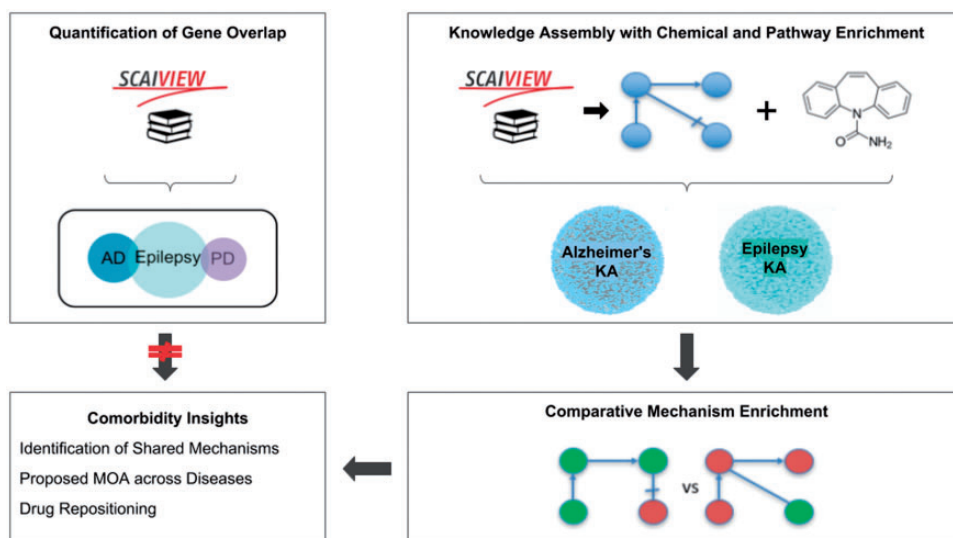 Quantification of Gene Overlap
SCAIVIEW
AD Epilepsy PD
Knowledge Assembly with Chemical and Pathway Enrichment
SCAIVIEW
+
N
O
NH₂
Alzheimer's
KA
Epilepsy
KA
Comorbidity Insights
Identification of Shared Mechanisms
Proposed MOA across Diseases
Drug Repositioning
Comparative Mechanism Enrichment
vs